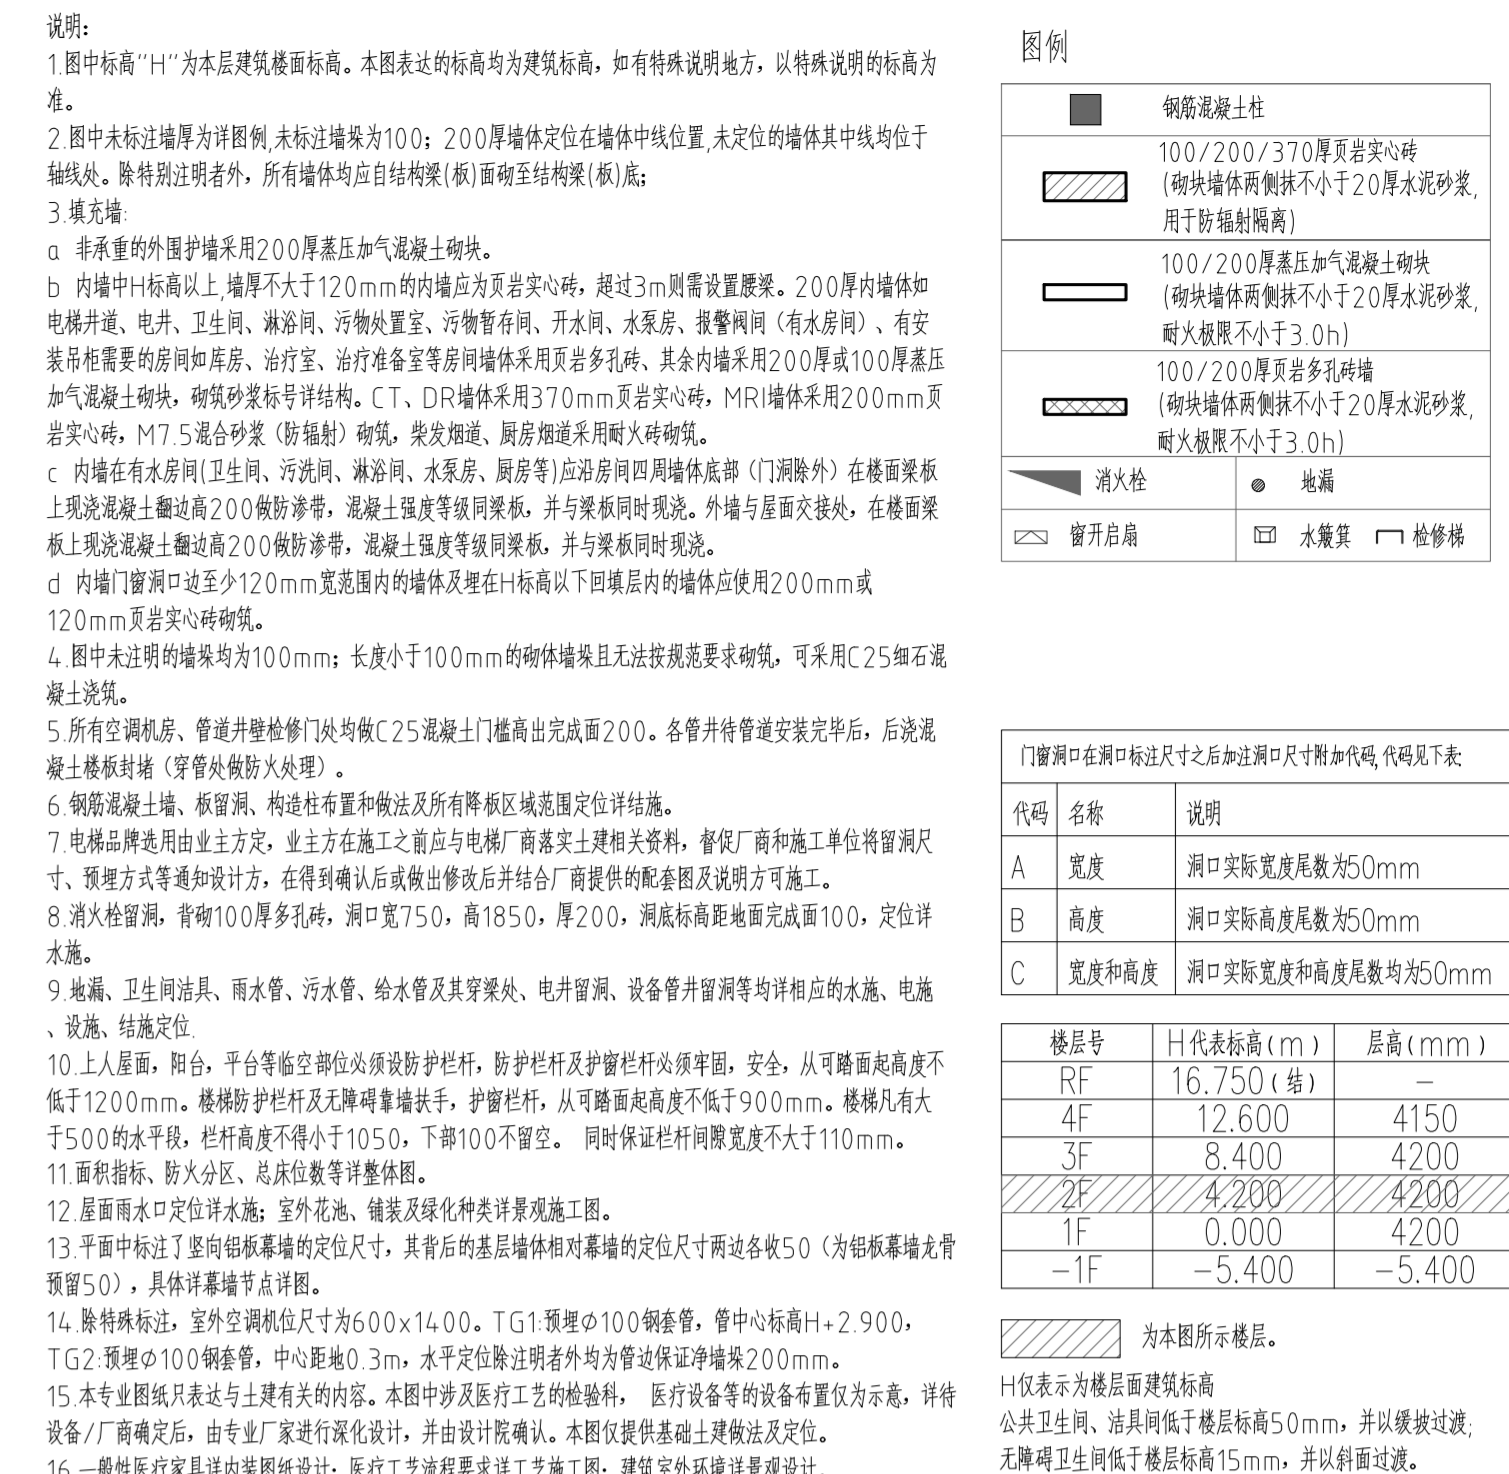 说明:
1.图中标高''H''为本层建筑楼面标高。本图表达的标高均为建筑标高，如有特殊说明地方，以特殊说明的标高为
准。
2.图中未标注墙厚为详图例,未标注墙垛为100；200厚墙体定位在墙体中线位置,未定位的墙体其中线均位于
轴线处。除特别注明者外，所有墙体均应自结构梁(板)面砌至结构梁(板)底;
3.填充墙:
a 非承重的外围护墙采用200厚蒸压加气混凝土砌块。
b 内墙中H标高以上,墙厚不大于120mm的内墙应为页岩实心砖，超过3m则需设置腰梁。200厚内墙体如
电梯井道、电井、卫生间、淋浴间、污物处置室、污物暂存间、开水间、水泵房、报警阀间（有水房间）、有安
装吊柜需要的房间如库房、治疗室、治疗准备室等房间墙体采用页岩多孔砖、其余内墙采用200厚或100厚蒸压
加气混凝土砌块，砌筑砂浆标号详结构。CT、DR墙体采用370mm页岩实心砖，MRI墙体采用200mm页
岩实心砖，M7.5混合砂浆（防辐射）砌筑，柴发烟道、厨房烟道采用耐火砖砌筑。
c 内墙在有水房间(卫生间、污洗间、淋浴间、水泵房、厨房等)应沿房间四周墙体底部（门洞除外）在楼面梁板
上现浇混凝土翻边高200做防渗带，混凝土强度等级同梁板，并与梁板同时现浇。外墙与屋面交接处，在楼面梁
板上现浇混凝土翻边高200做防渗带，混凝土强度等级同梁板，并与梁板同时现浇。
d 内墙门窗洞口边至少120mm宽范围内的墙体及埋在H标高以下回填层内的墙体应使用200mm或
120mm页岩实心砖砌筑。
4.图中未注明的墙垛均为100mm；长度小于100mm的砌体墙垛且无法按规范要求砌筑，可采用C25细石混
凝土浇筑。
5.所有空调机房、管道井壁检修门处均做C25混凝土门槛高出完成面200。各管井待管道安装完毕后，后浇混
凝土楼板封堵（穿管处做防火处理）。
6.钢筋混凝土墙、板留洞、构造柱布置和做法及所有降板区域范围定位详结施。
7.电梯品牌选用由业主方定，业主方在施工之前应与电梯厂商落实土建相关资料，督促厂商和施工单位将留洞尺
寸、预埋方式等通知设计方，在得到确认后或做出修改后并结合厂商提供的配套图及说明方可施工。
8.消火栓留洞，背砌100厚多孔砖，洞口宽750，高1850，厚200，洞底标高距地面完成面100，定位详
水施。
9.地漏、卫生间洁具、雨水管、污水管、给水管及其穿梁处、电井留洞、设备管井留洞等均详相应的水施、电施
、设施、结施定位.
10.上人屋面，阳台，平台等临空部位必须设防护栏杆，防护栏杆及护窗栏杆必须牢固，安全，从可踏面起高度不
低于1200mm。楼梯防护栏杆及无障碍靠墙扶手，护窗栏杆，从可踏面起高度不低于900mm。楼梯凡有大
于500的水平段，栏杆高度不得小于1050，下部100不留空。 同时保证栏杆间隙宽度不大于110mm。
11.面积指标、防火分区、总床位数等详整体图。
12.屋面雨水口定位详水施；室外花池、铺装及绿化种类详景观施工图。
13.平面中标注了竖向铝板幕墙的定位尺寸，其背后的基层墙体相对幕墙的定位尺寸两边各收50（为铝板幕墙龙骨
预留50），具体详幕墙节点详图。
14.除特殊标注，室外空调机位尺寸为600x1400。TG1:预埋Φ100钢套管，管中心标高H+2.900，
TG2:预埋Φ100钢套管，中心距地0.3m，水平定位除注明者外均为管边保证净墙垛200mm。
15.本专业图纸只表达与土建有关的内容。本图中涉及医疗工艺的检验科， 医疗设备等的设备布置仅为示意，详待
设备/厂商确定后，由专业厂家进行深化设计，并由设计院确认。本图仅提供基础土建做法及定位。
16.一般性医疗家具详内装图纸设计；医疗工艺流程要求详工艺施工图；建筑室外环境详景观设计。
图例
钢筋混凝土柱
100/200/370厚页岩实心砖
(砌块墙体两侧抹不小于20厚水泥砂浆,
用于防辐射隔离)
100/200厚蒸压加气混凝土砌块
(砌块墙体两侧抹不小于20厚水泥砂浆,
耐火极限不小于3.0h)
100/200厚页岩多孔砖墙
(砌块墙体两侧抹不小于20厚水泥砂浆,
耐火极限不小于3.0h)
消火栓 地漏
窗开启扇 水簸箕 检修梯
门窗洞口在洞口标注尺寸之后加注洞口尺寸附加代码,代码见下表:
代码 名称 说明
A 宽度 洞口实际宽度尾数为50mm
B 高度 洞口实际高度尾数为50mm
C 宽度和高度 洞口实际宽度和高度尾数均为50mm
楼层号 H代表标高(m) 层高(mm)
RF 16.750(结) —
4F 12.600 4150
3F 8.400 4200
2F 4.200 4200
1F 0.000 4200
-1F -5.400 -5.400
为本图所示楼层。
H仅表示为楼层面建筑标高
公共卫生间、洁具间低于楼层标高50mm，并以缓坡过渡;
无障碍卫生间低于楼层标高15mm，并以斜面过渡。